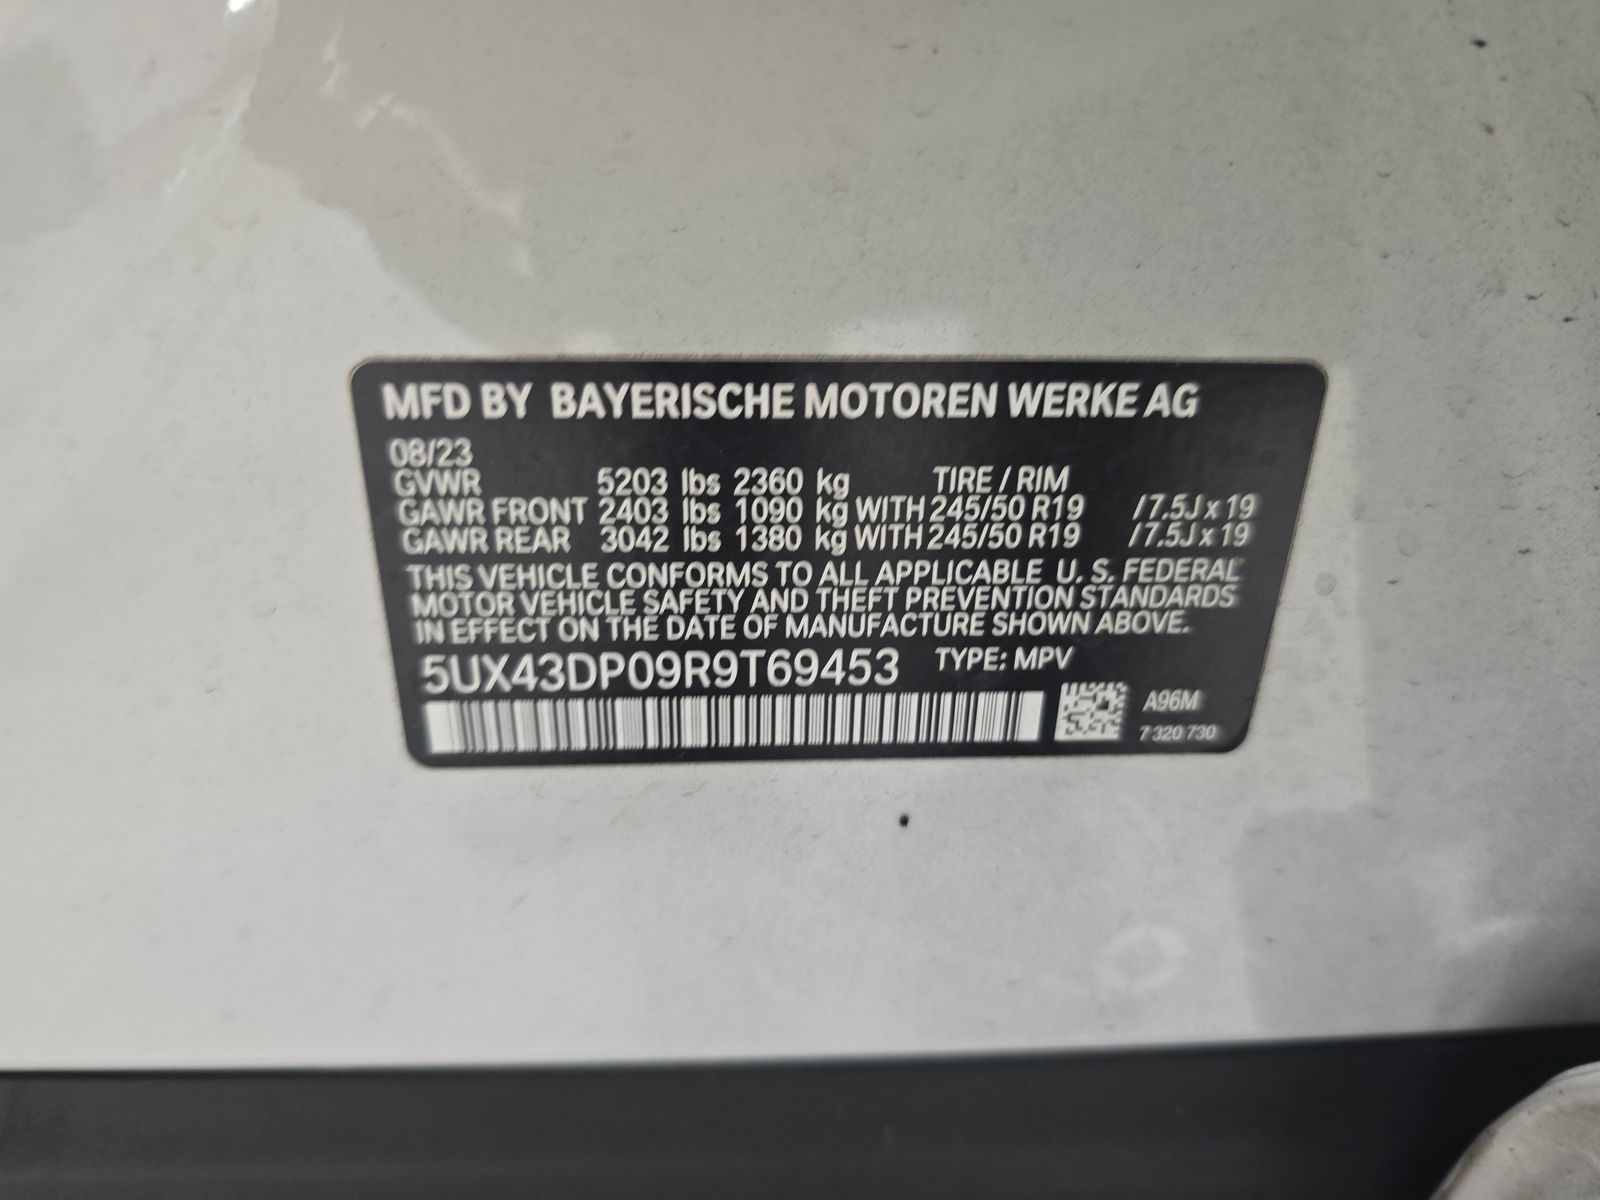 MFD BY BAYERISCHE MOTOREN WERKE AG
08/23
GVWR 5203 lbs 2360 kg TIRE / RIM
GAWR FRONT 2403 lbs 1090 kg WITH 245/50 R19 / 7.5J x 19
GAWR REAR 3042 lbs 1380 kg WITH 245/50 R19 / 7.5J x 19
THIS VEHICLE CONFORMS TO ALL APPLICABLE U. S. FEDERAL
MOTOR VEHICLE SAFETY AND THEFT PREVENTION STANDARDS
IN EFFECT ON THE DATE OF MANUFACTURE SHOWN ABOVE.
5UX43DP09R9T69453 TYPE: MPV
A96M
7 320 730